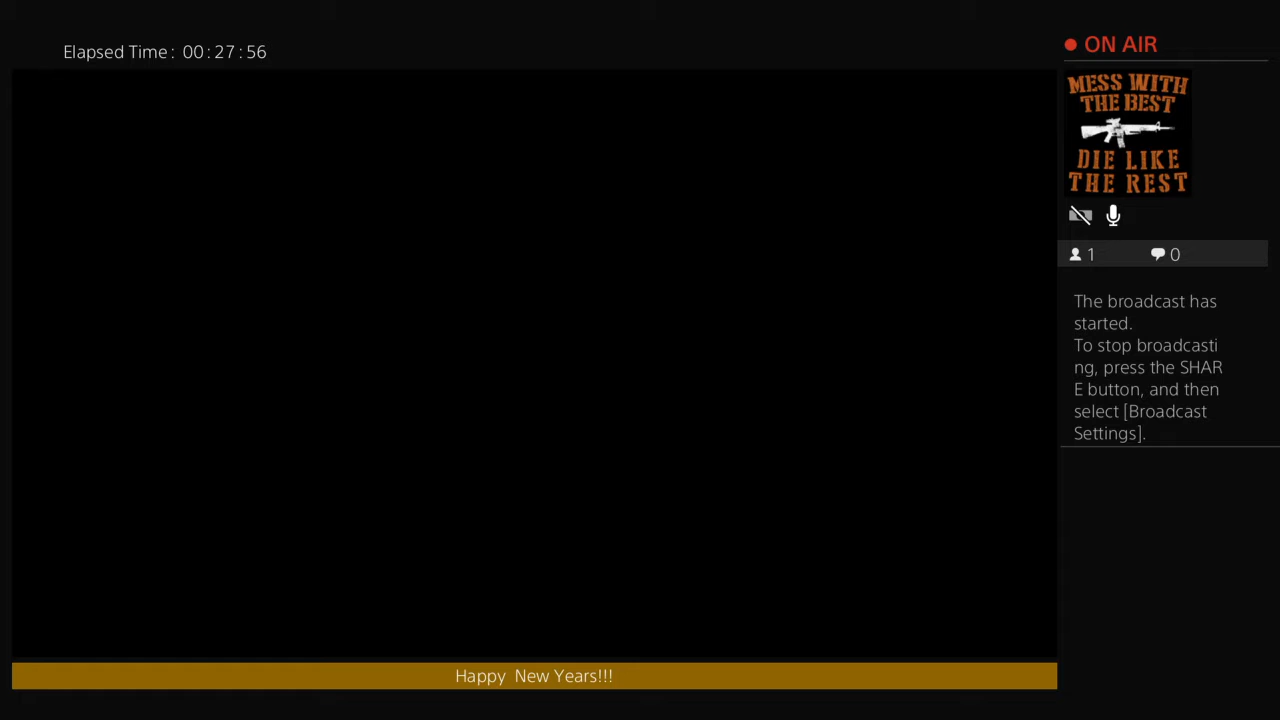 Elapsed Time: 00:27:56
ON AIR
MESS WITH
THE BEST
DIE LIKE
THE REST
1 0
The broadcast has
started.
To stop broadcasti
ng, press the SHAR
E button, and then
select [Broadcast
Settings].
Happy New Years!!!